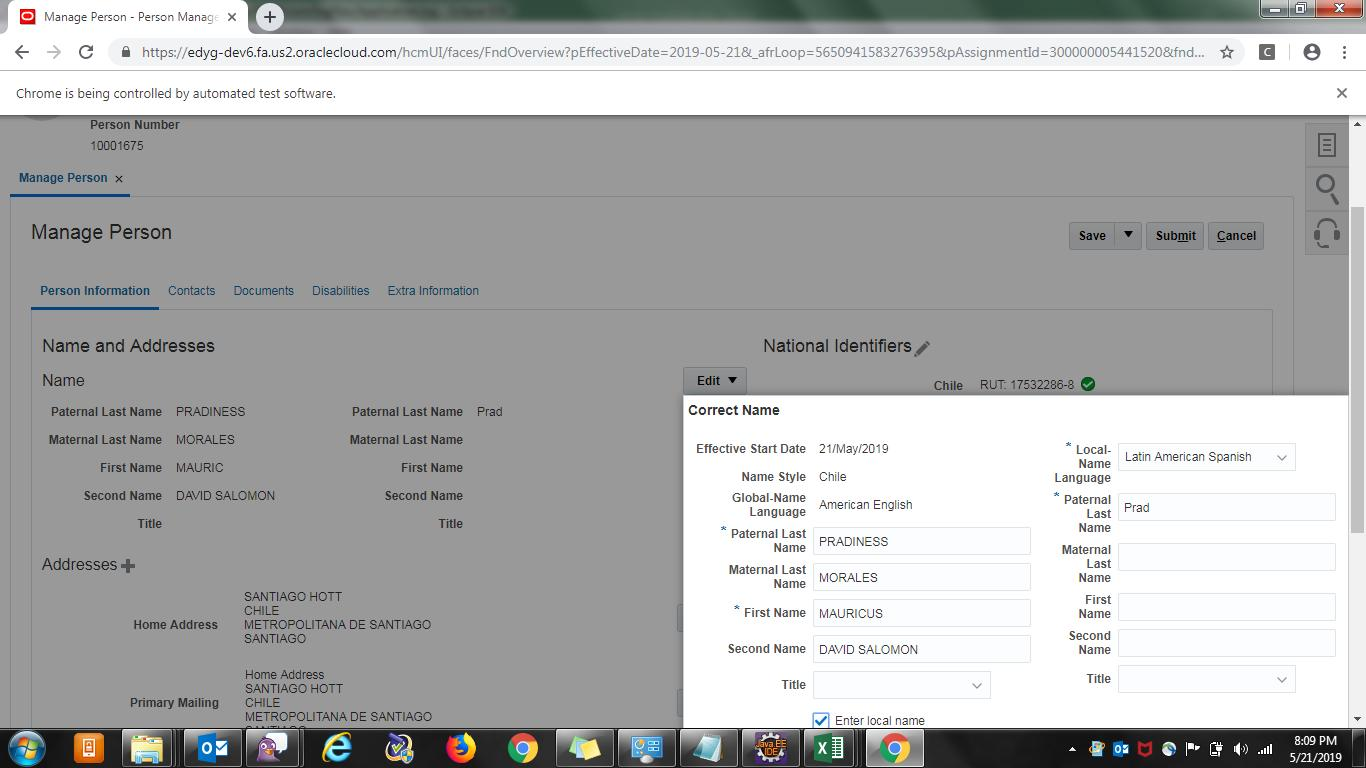 Manage Person - Person Manage
https://edyg-dev6.fa.us2.oraclecloud.com/hcmUI/faces/FndOverview?pEffectiveDate=2019-05-21&_afrLoop=5650941583276395&pAssignmentId=300000005441520&fnd...
Chrome is being controlled by automated test software.
Person Number
10001675
Manage Person
Manage Person
Save Submit Cancel
Person Information Contacts Documents Disabilities Extra Information
Name and Addresses
National Identifiers
Name
Edit
Chile RUT: 17532286-8
Paternal Last Name PRADINESS Paternal Last Name Prad
Maternal Last Name MORALES Maternal Last Name
First Name MAURIC First Name
Second Name DAVID SALOMON Second Name
Title Title
Addresses
Home Address
SANTIAGO HOTT
CHILE
METROPOLITANA DE SANTIAGO
SANTIAGO
Primary Mailing
Home Address
SANTIAGO HOTT
CHILE
METROPOLITANA DE SANTIAGO
SANTIAGO
Correct Name
Effective Start Date 21/May/2019
Name Style Chile
Global-Name
Language
American English
* Paternal Last
Name
PRADINESS
Maternal Last
Name
MORALES
* First Name MAURICUS
Second Name DAVID SALOMON
Title
Enter local name
* Local-
Name
Language
Latin American Spanish
* Paternal
Last
Name
Prad
Maternal
Last
Name
First
Name
Second
Name
Title
Java EE
IDE
8:09 PM
5/21/2019